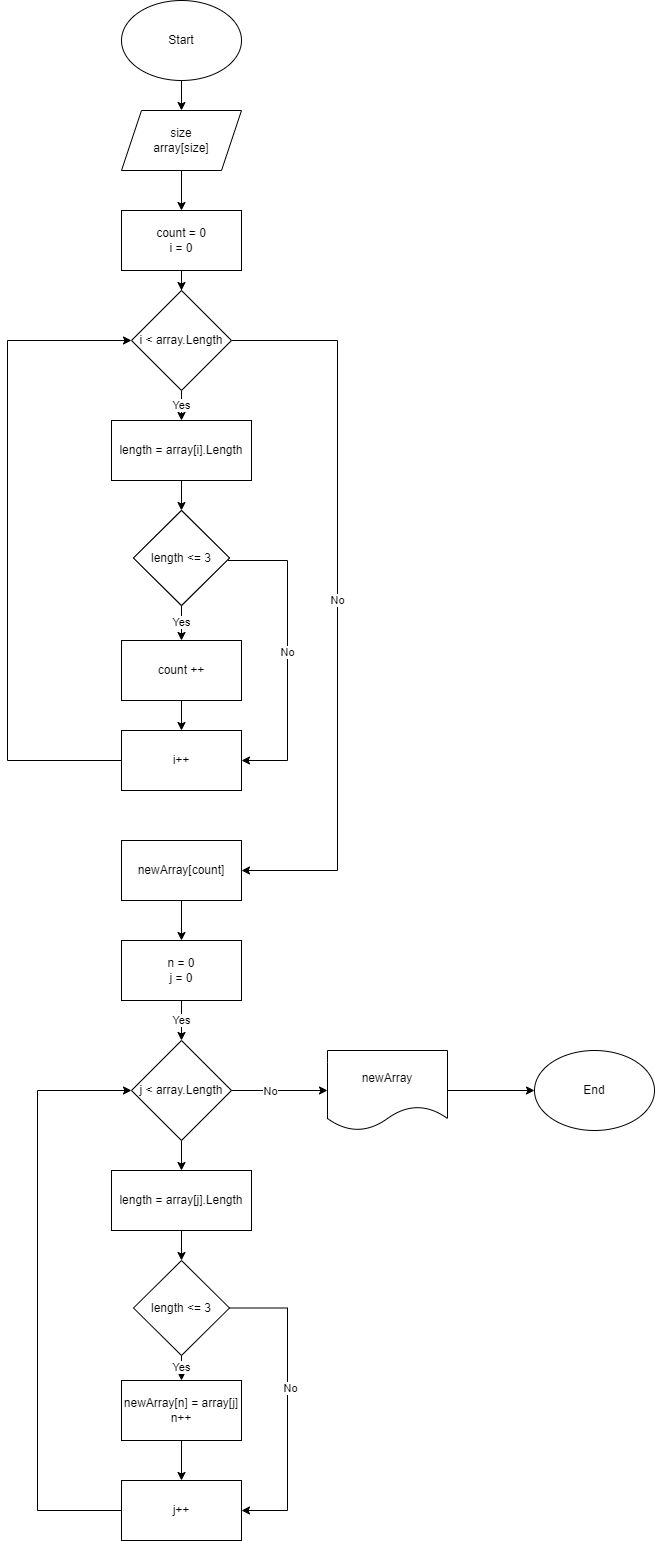 Start
size
array[size]
count = 0
i = 0
i < array.Length
Yes
length = array[i].Length
length <= 3
Yes
No
count ++
No
i++
newArray[count]
n = 0
j = 0
Yes
j < array.Length
No
newArray
End
length = array[j].Length
length <= 3
Yes
No
newArray[n] = array[j]
n++
j++